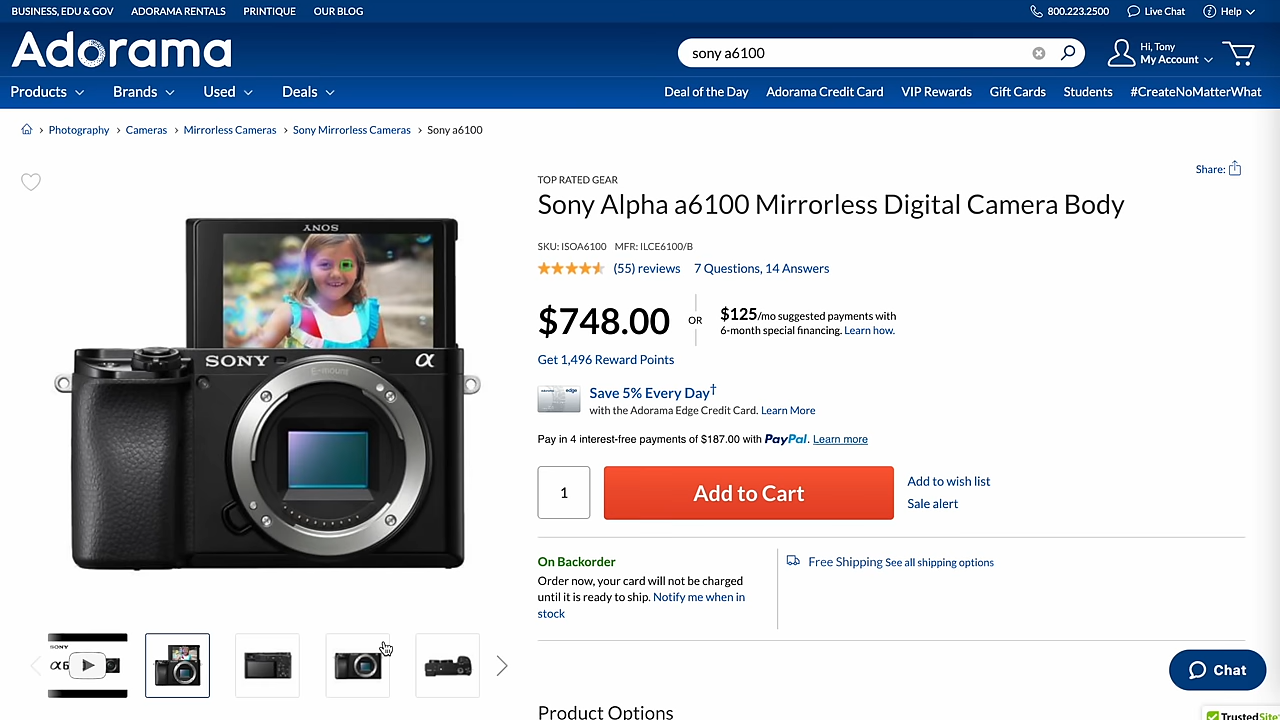 BUSINESS, EDU & GOV ADORAMA RENTALS PRINTIQUE OUR BLOG 800.223.2500 Live Chat Help
Adorama sony a6100 Hi, Tony
My Account
Products Brands Used Deals Deal of the Day Adorama Credit Card VIP Rewards Gift Cards Students #CreateNoMatterWhat
Photography Cameras Mirrorless Cameras Sony Mirrorless Cameras Sony a6100
Share:
TOP RATED GEAR
Sony Alpha a6100 Mirrorless Digital Camera Body
SKU: ISOA6100 MFR: ILCE6100/B
(55) reviews 7 Questions, 14 Answers
$748.00 OR $125/mo suggested payments with
6-month special financing. Learn how.
Get 1,496 Reward Points
Save 5% Every Day†
with the Adorama Edge Credit Card. Learn More
Pay in 4 interest-free payments of $187.00 with PayPal. Learn more
1 Add to Cart Add to wish list
Sale alert
On Backorder
Order now, your card will not be charged
until it is ready to ship. Notify me when in
stock
Free Shipping See all shipping options
Chat
Product Options
TrustedSite
SONY
SONY α
E-mount
SONY
α6